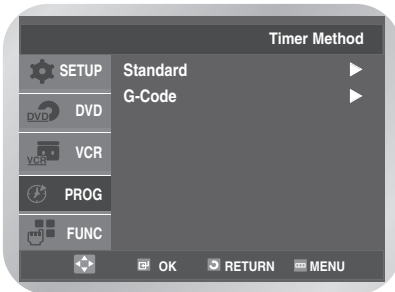 Timer Method
SETUP
Standard
G-Code
DVD
DVD
VCR
VCR
PROG
FUNC
OK RETURN MENU